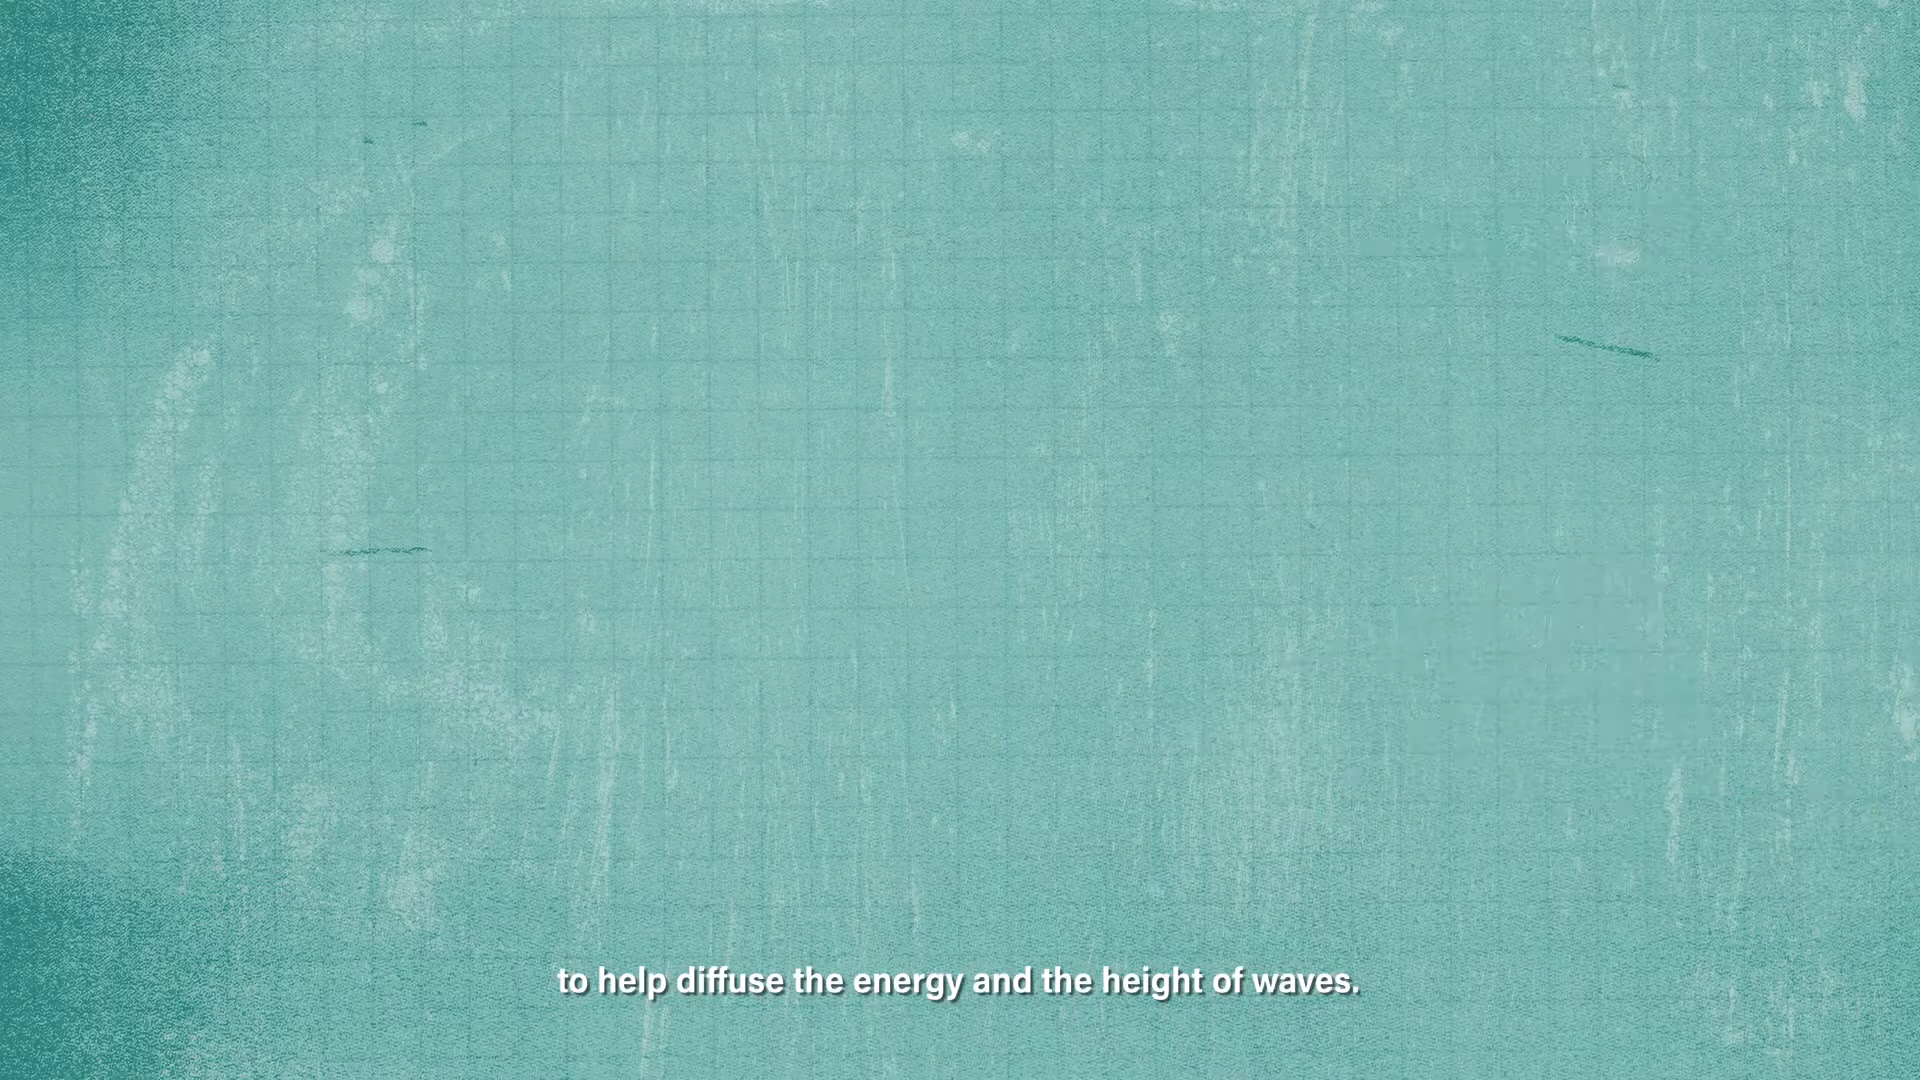 to help diffuse the energy and the height of waves.